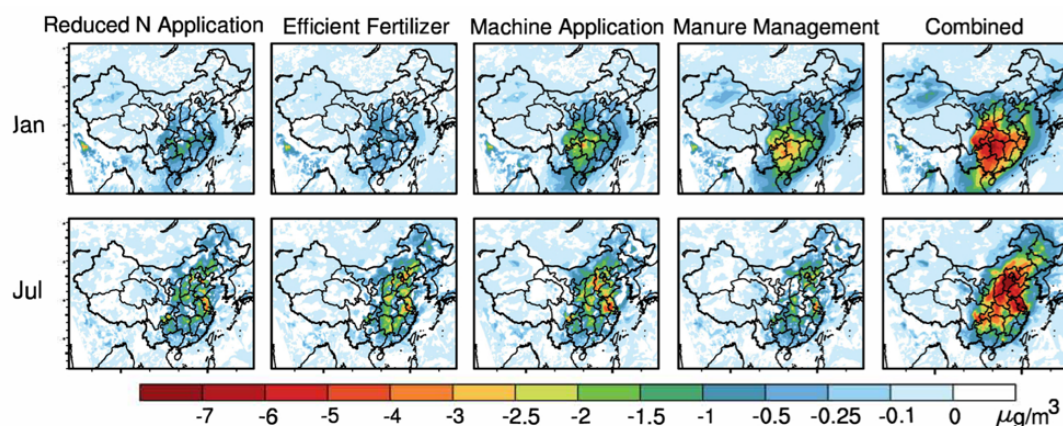 Reduced N Application Efficient Fertilizer Machine Application Manure Management Combined
Jan
Jul
-7 -6 -5 -4 -3 -2.5 -2 -1.5 -1 -0.5 -0.25 -0.1 0 μg/m³